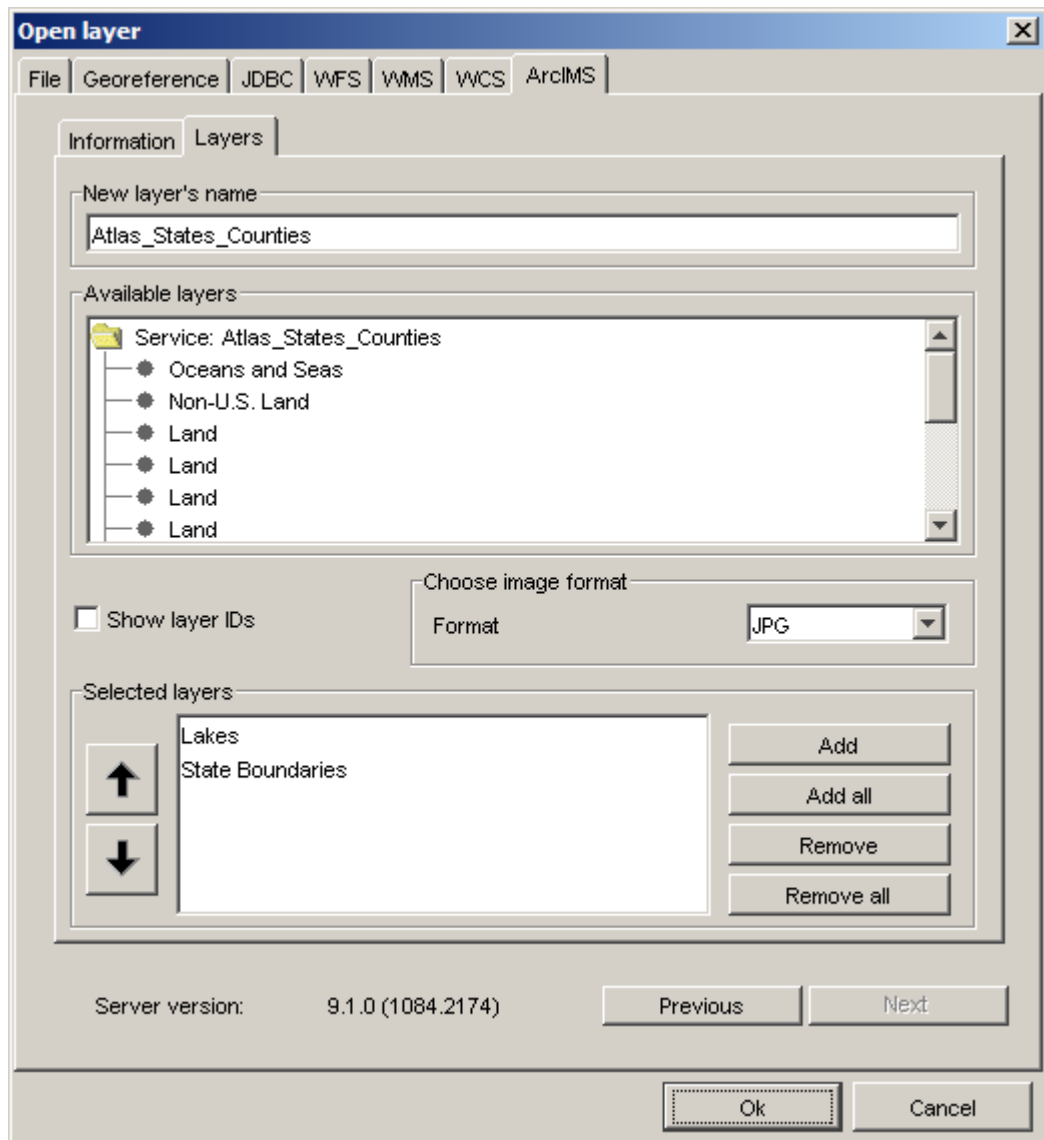 Open layer
File Georeference JDBC WFS WMS WCS ArcIMS
Information Layers
New layer's name
Atlas_States_Counties
Available layers
Service: Atlas_States_Counties
Oceans and Seas
Non-U.S. Land
Land
Land
Land
Land
Choose image format
Show layer IDs
Format JPG
Selected layers
Lakes
State Boundaries
Add
Add all
Remove
Remove all
Server version: 9.1.0 (1084.2174) Previous Next
Ok Cancel